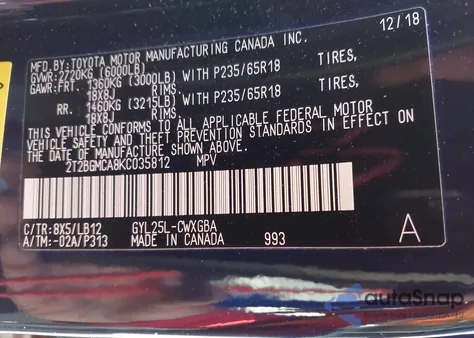 12/18
MFD. BY: TOYOTA MOTOR MANUFACTURING CANADA INC.
GVWR: 2720KG (6000LB)
GAWR: FRT. 1360KG (3000LB) WITH P235/65R18 TIRES,
18X8J RIMS.
RR. 1460KG (3215LB) WITH P235/65R18 TIRES,
18X8J RIMS.
THIS VEHICLE CONFORMS TO ALL APPLICABLE FEDERAL MOTOR
VEHICLE SAFETY AND THEFT PREVENTION STANDARDS IN EFFECT ON
THE DATE OF MANUFACTURE SHOWN ABOVE.
2T2BGMCA8KC035812 MPV
C/TR: 8X5/LB12 GYL25L-CWXGBA
A/TM: -02A/P313 MADE IN CANADA 993 A
autoSnap